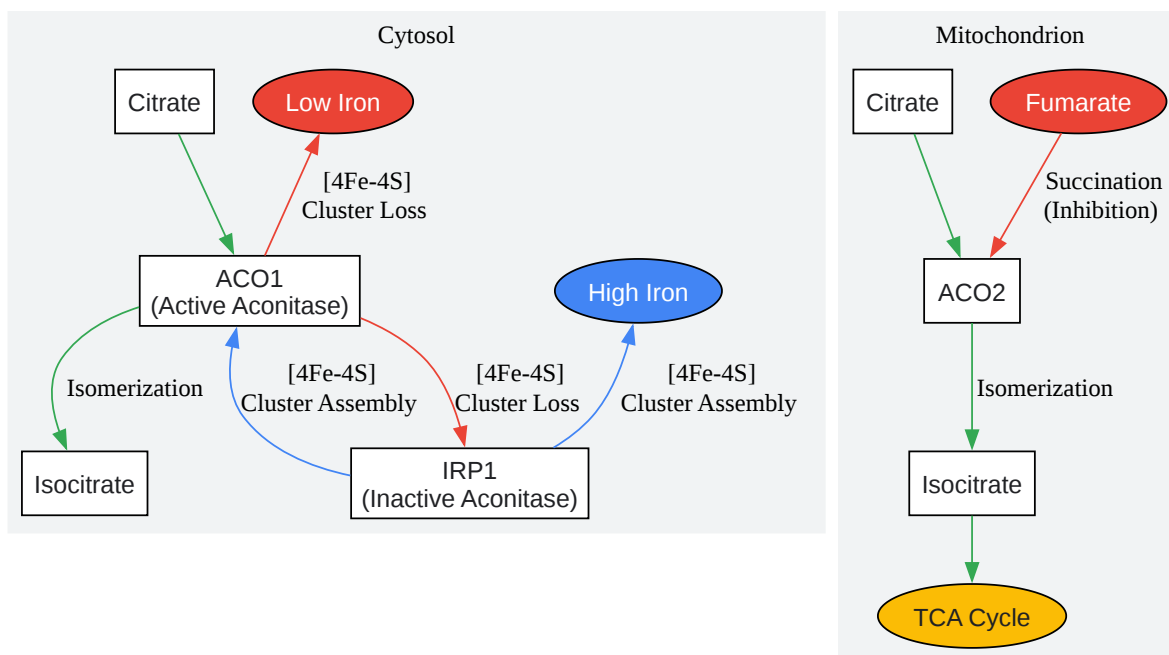 Cytosol
Citrate
Low Iron
[4Fe-4S]
Cluster Loss
ACO1
(Active Aconitase)
High Iron
Isomerization
[4Fe-4S]
Cluster Assembly
[4Fe-4S]
Cluster Loss
[4Fe-4S]
Cluster Assembly
Isocitrate
IRP1
(Inactive Aconitase)
Mitochondrion
Citrate
Fumarate
Succination
(Inhibition)
ACO2
Isomerization
Isocitrate
TCA Cycle